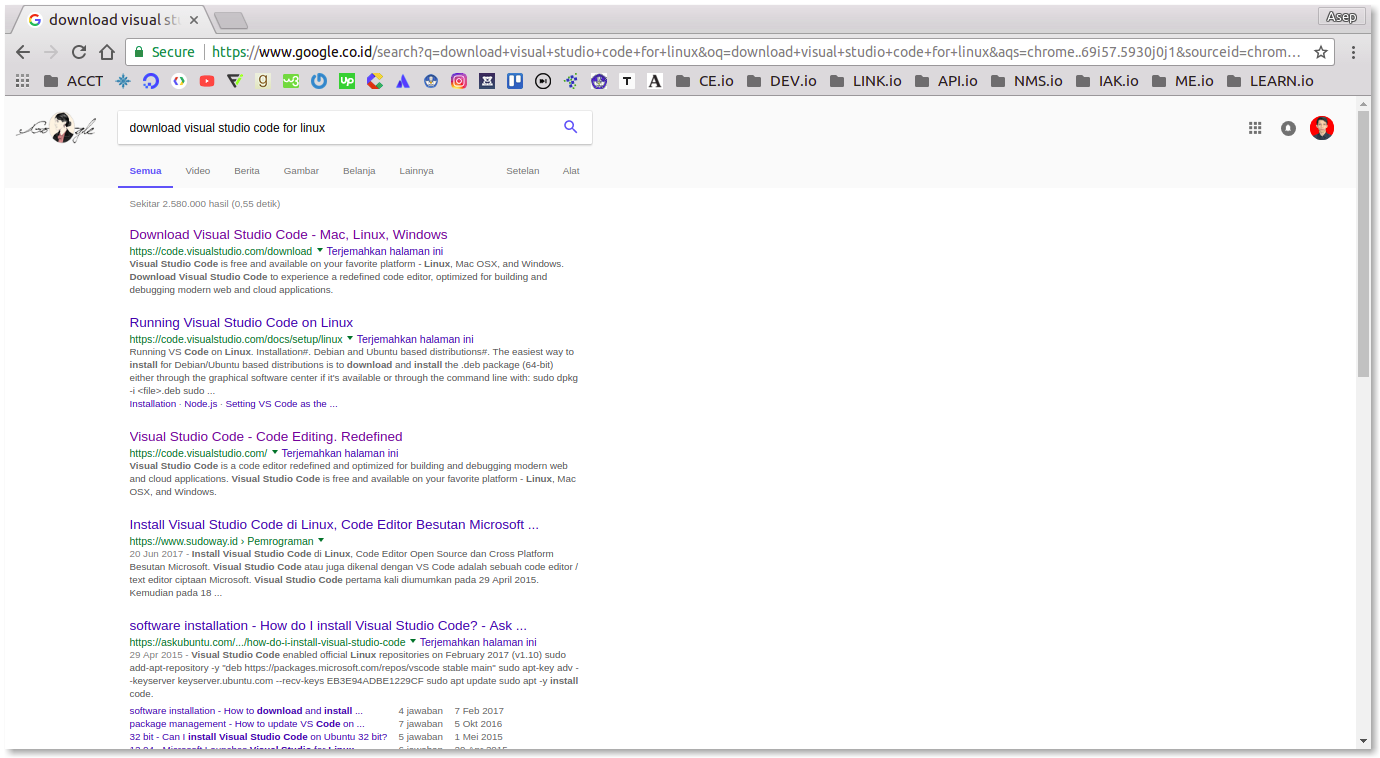 download visual st
Asep
Secure https://www.google.co.id/search?q=download+visual+studio+code+for+linux&oq=download+visual+studio+code+for+linux&aqs=chrome..69i57.5930j0j1&sourceid=chrom...
ACCT CE.io DEV.io LINK.io API.io NMS.io IAK.io ME.io LEARN.io
download visual studio code for linux
Semua Video Berita Gambar Belanja Lainnya Setelan Alat
Sekitar 2.580.000 hasil (0,55 detik)
Download Visual Studio Code - Mac, Linux, Windows
https://code.visualstudio.com/download Terjemahkan halaman ini
Visual Studio Code is free and available on your favorite platform - Linux, Mac OSX, and Windows.
Download Visual Studio Code to experience a redefined code editor, optimized for building and
debugging modern web and cloud applications.
Running Visual Studio Code on Linux
https://code.visualstudio.com/docs/setup/linux Terjemahkan halaman ini
Running VS Code on Linux. Installation#. Debian and Ubuntu based distributions#. The easiest way to
install for Debian/Ubuntu based distributions is to download and install the .deb package (64-bit)
either through the graphical software center if it's available or through the command line with: sudo dpkg
-i <file>.deb sudo ...
Installation · Node.js · Setting VS Code as the ...
Visual Studio Code - Code Editing. Redefined
https://code.visualstudio.com/ Terjemahkan halaman ini
Visual Studio Code is a code editor redefined and optimized for building and debugging modern web
and cloud applications. Visual Studio Code is free and available on your favorite platform - Linux, Mac
OSX, and Windows.
Install Visual Studio Code di Linux, Code Editor Besutan Microsoft ...
https://www.sudoway.id › Pemrograman
20 Jun 2017 - Install Visual Studio Code di Linux, Code Editor Open Source dan Cross Platform
Besutan Microsoft. Visual Studio Code atau juga dikenal dengan VS Code adalah sebuah code editor /
text editor ciptaan Microsoft. Visual Studio Code pertama kali diumumkan pada 29 April 2015.
Kemudian pada 18 ...
software installation - How do I install Visual Studio Code? - Ask ...
https://askubuntu.com/.../how-do-i-install-visual-studio-code Terjemahkan halaman ini
29 Apr 2015 - Visual Studio Code enabled official Linux repositories on February 2017 (v1.10) sudo
add-apt-repository -y "deb https://packages.microsoft.com/repos/vscode stable main" sudo apt-key adv -
-keyserver keyserver.ubuntu.com --recv-keys EB3E94ADBE1229CF sudo apt update sudo apt -y install
code.
software installation - How to download and install ... 4 jawaban 7 Feb 2017
package management - How to update VS Code on ... 7 jawaban 5 Okt 2016
32 bit - Can I install Visual Studio Code on Ubuntu 32 bit? 5 jawaban 1 Mei 2015